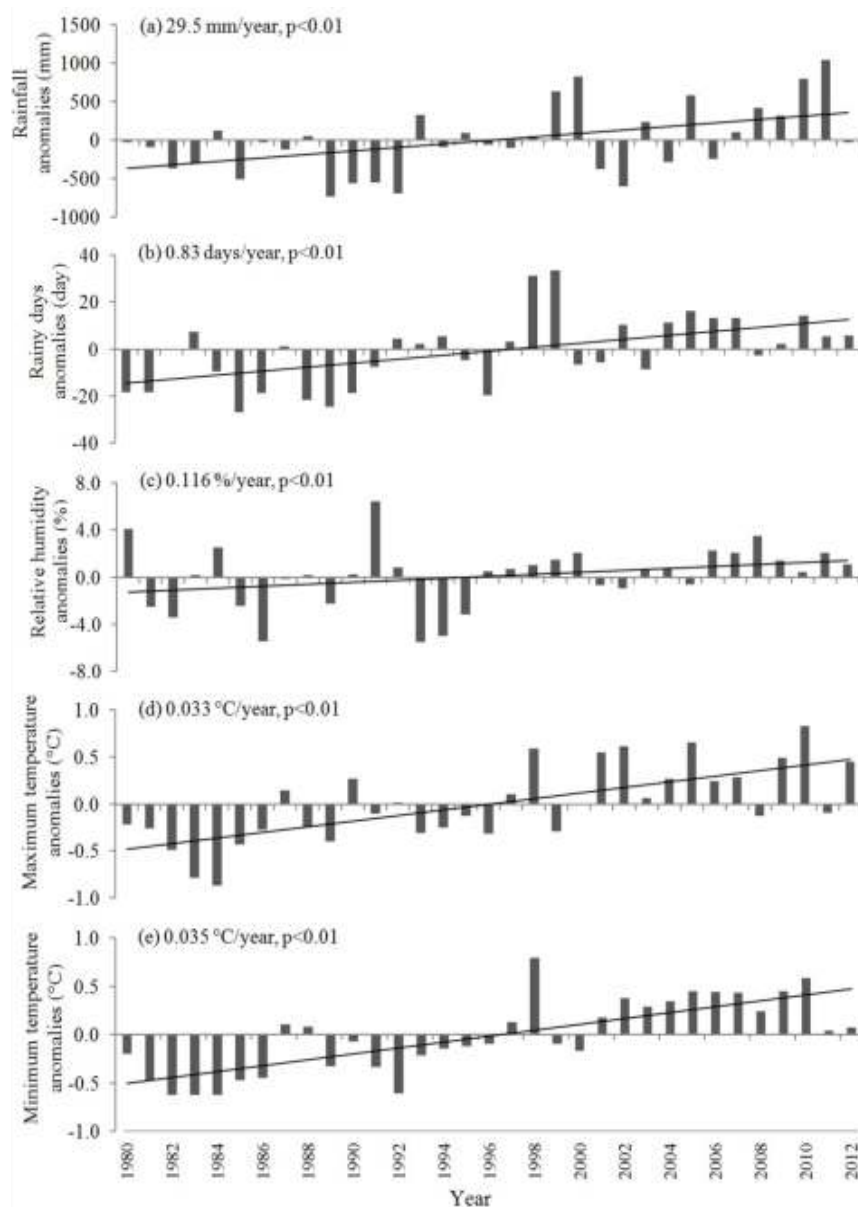 (a) 29.5 mm/year, p<0.01
Rainfall
anomalies (mm)
1500
1000
500
0
-500
-1000
(b) 0.83 days/year, p<0.01
Rainy days
anomalies (day)
40
20
0
-20
-40
(c) 0.116 %/year, p<0.01
Relative humidity
anomalies (%)
8.0
4.0
0.0
-4.0
-8.0
(d) 0.033 °C/year, p<0.01
Maximum temperature
anomalies (°C)
1.0
0.5
0.0
-0.5
-1.0
(e) 0.035 °C/year, p<0.01
Minimum temperature
anomalies (°C)
1.0
0.5
0.0
-0.5
-1.0
1980
1982
1984
1986
1988
1990
1992
1994
1996
1998
2000
2002
2004
2006
2008
2010
2012
Year